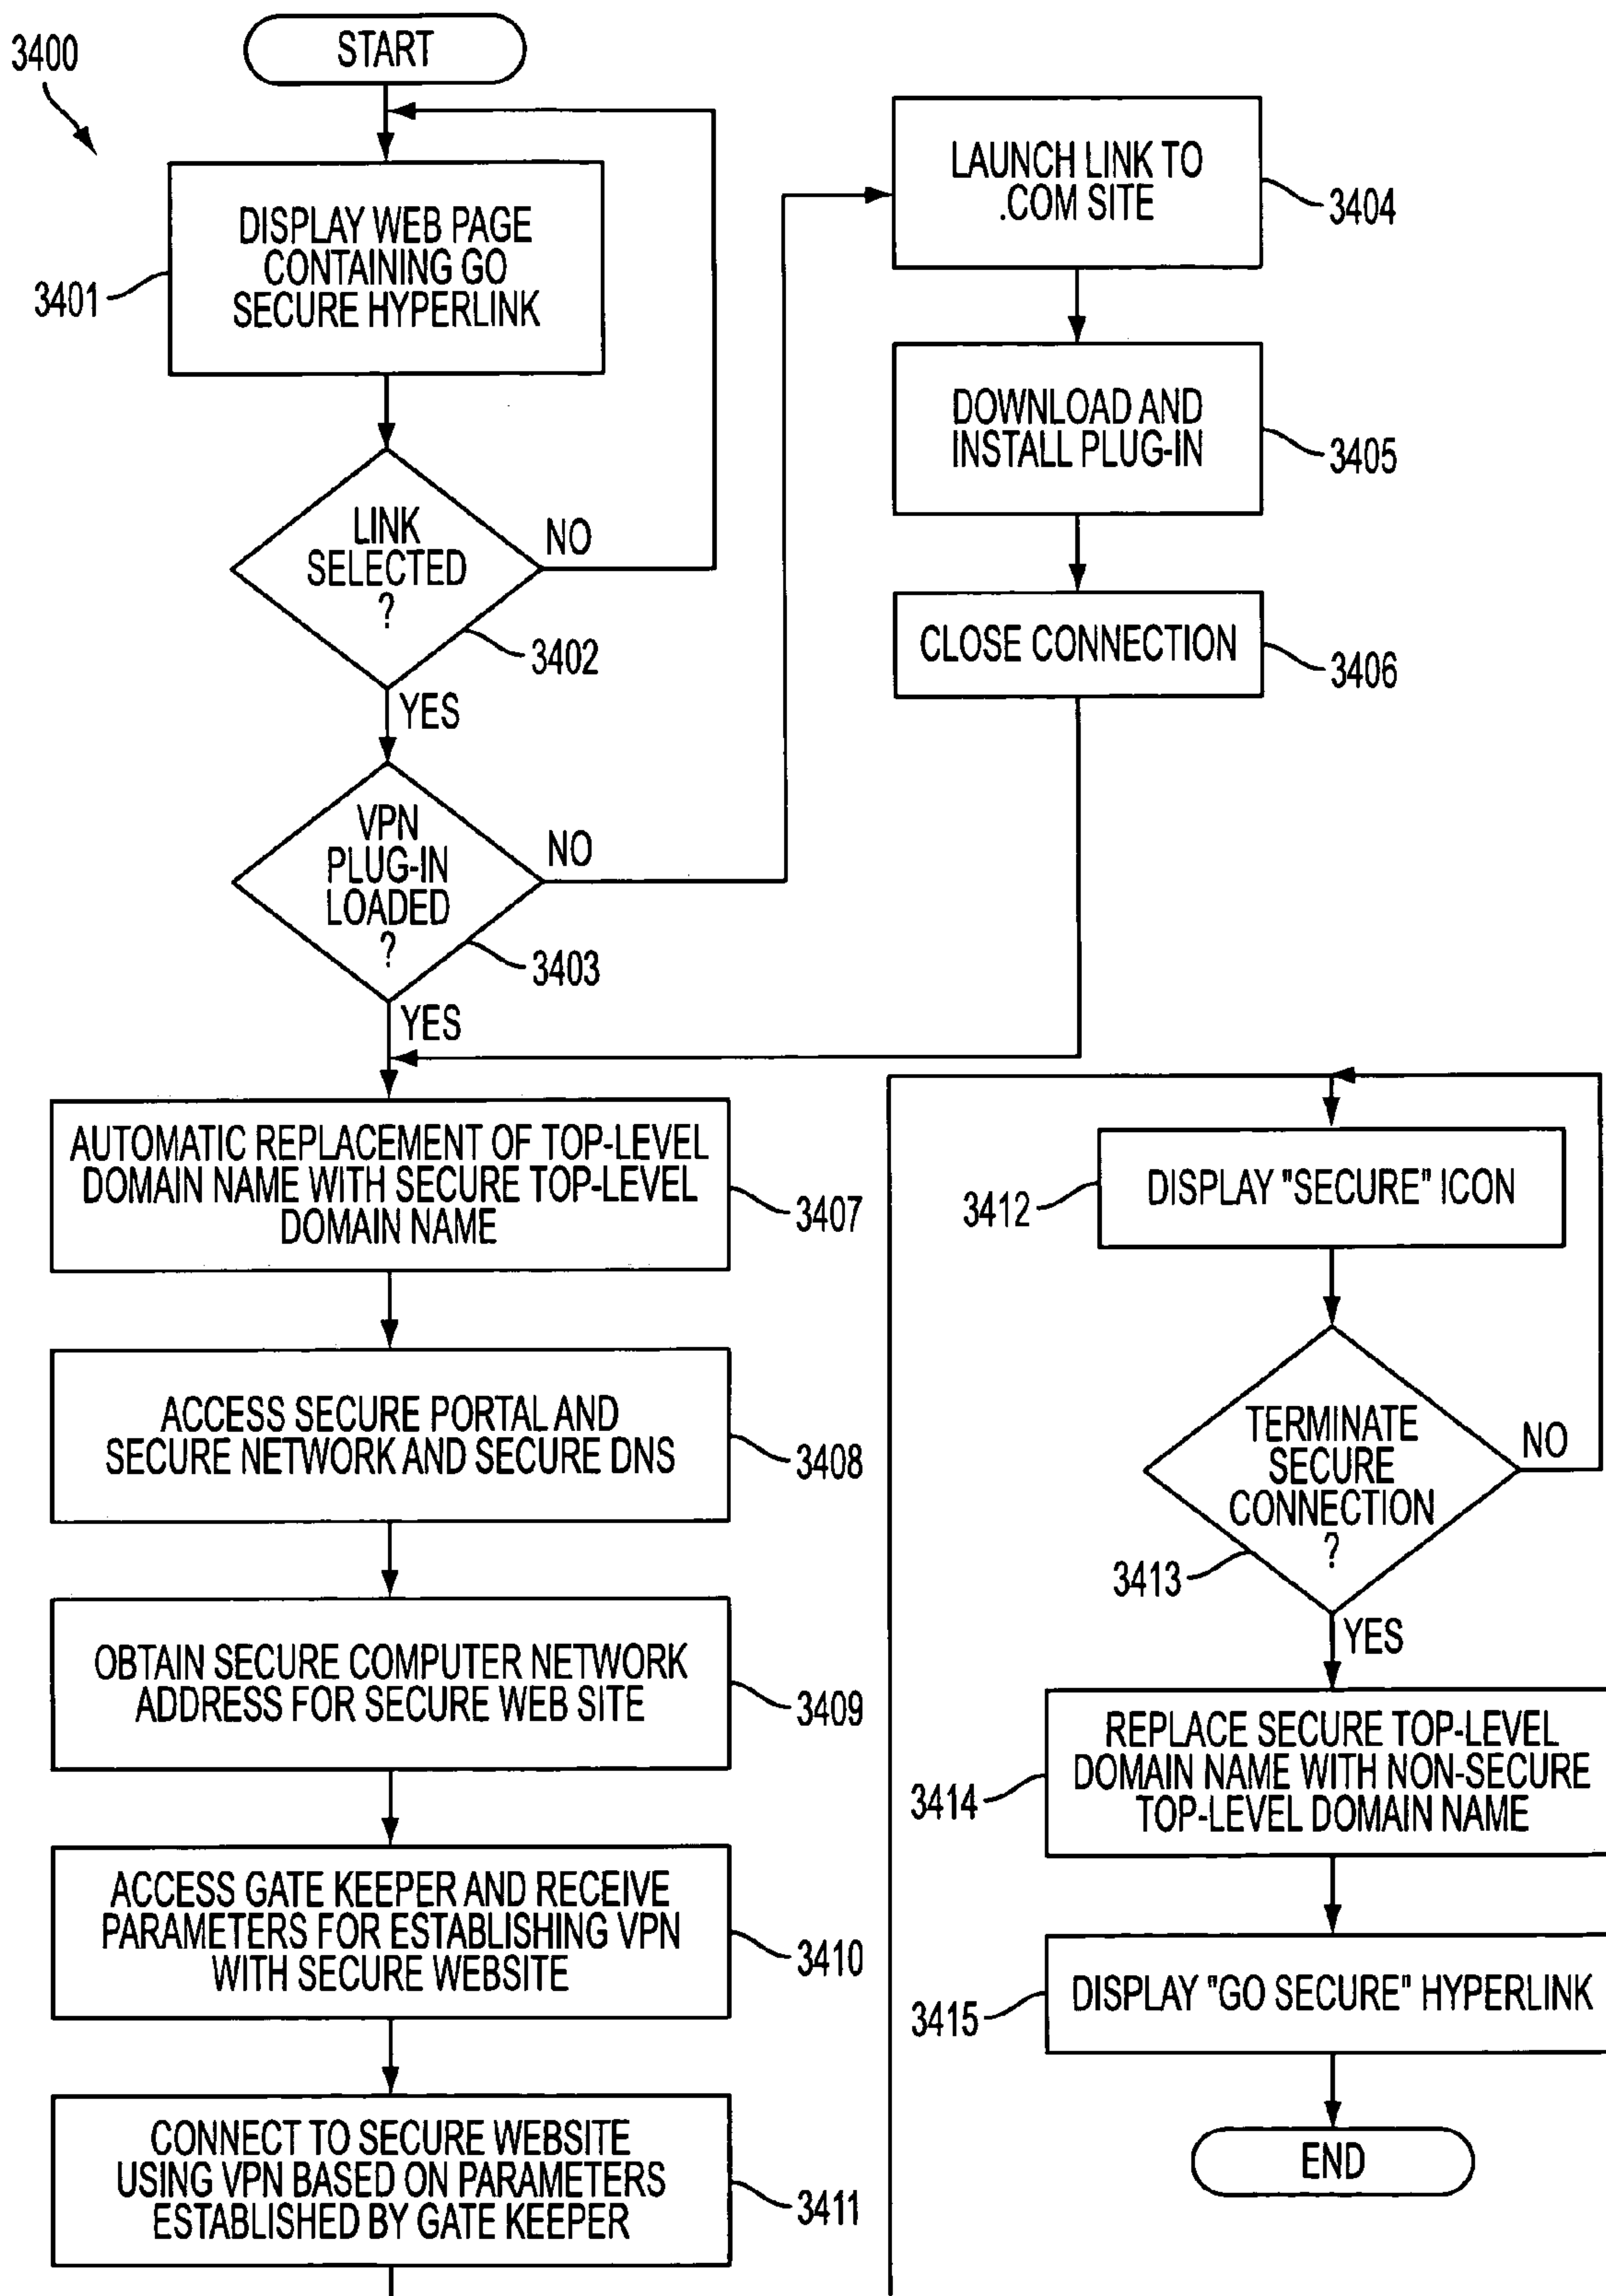 3400
START
DISPLAY WEB PAGE
CONTAINING GO
SECURE HYPERLINK
3401
LINK
SELECTED
?
NO
3402
YES
VPN
PLUG-IN
LOADED
?
NO
3403
YES
LAUNCH LINK TO
.COM SITE
3404
DOWNLOAD AND
INSTALL PLUG-IN
3405
CLOSE CONNECTION
3406
AUTOMATIC REPLACEMENT OF TOP-LEVEL
DOMAIN NAME WITH SECURE TOP-LEVEL
DOMAIN NAME
3407
ACCESS SECURE PORTAL AND
SECURE NETWORK AND SECURE DNS
3408
OBTAIN SECURE COMPUTER NETWORK
ADDRESS FOR SECURE WEB SITE
3409
ACCESS GATE KEEPER AND RECEIVE
PARAMETERS FOR ESTABLISHING VPN
WITH SECURE WEBSITE
3410
CONNECT TO SECURE WEBSITE
USING VPN BASED ON PARAMETERS
ESTABLISHED BY GATE KEEPER
3411
DISPLAY "SECURE" ICON
3412
TERMINATE
SECURE
CONNECTION
?
NO
3413
YES
REPLACE SECURE TOP-LEVEL
DOMAIN NAME WITH NON-SECURE
TOP-LEVEL DOMAIN NAME
3414
DISPLAY "GO SECURE" HYPERLINK
3415
END